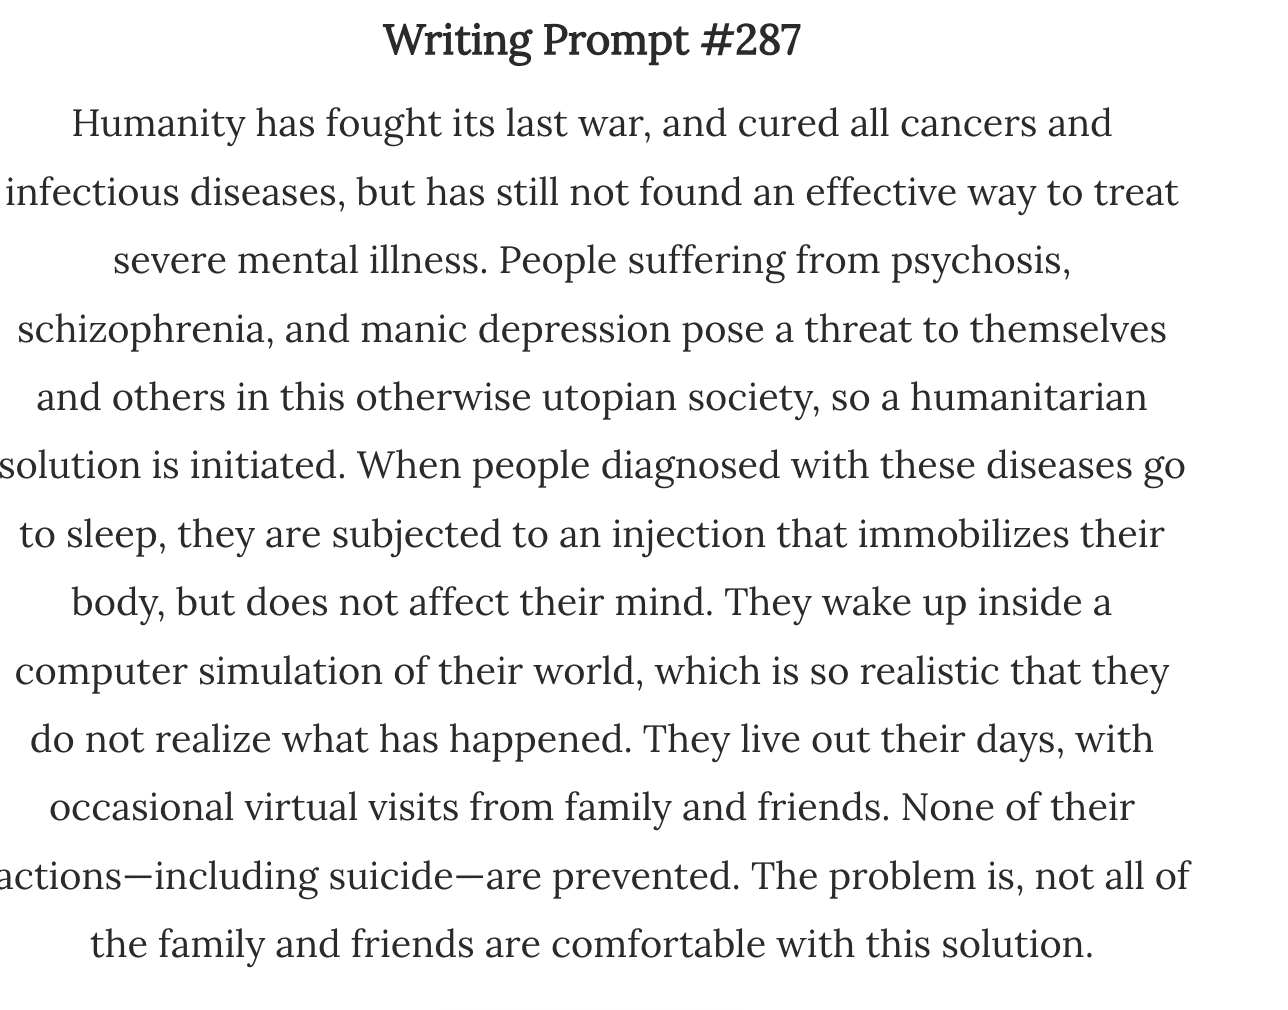 Writing Prompt #287
Humanity has fought its last war, and cured all cancers and
infectious diseases, but has still not found an effective way to treat
severe mental illness. People suffering from psychosis,
schizophrenia, and manic depression pose a threat to themselves
and others in this otherwise utopian society, so a humanitarian
solution is initiated. When people diagnosed with these diseases go
to sleep, they are subjected to an injection that immobilizes their
body, but does not affect their mind. They wake up inside a
computer simulation of their world, which is so realistic that they
do not realize what has happened. They live out their days, with
occasional virtual visits from family and friends. None of their
actions—including suicide—are prevented. The problem is, not all of
the family and friends are comfortable with this solution.